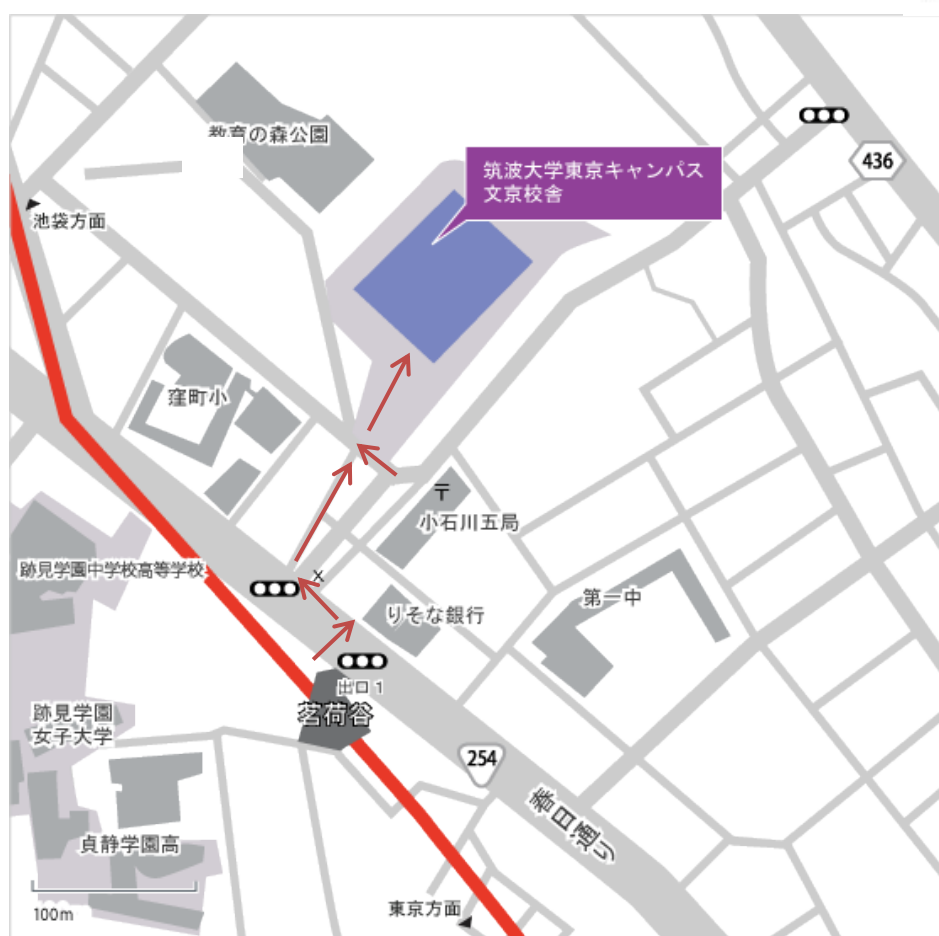 教育の森公園
筑波大学東京キャンパス
文京校舎
436
池袋方面
窪町小
〒
小石川五局
跡見学園中学校高等学校
りそな銀行
第一中
出口1
茗荷谷
跡見学園
女子大学
254
春日通り
貞静学園高
100m
東京方面